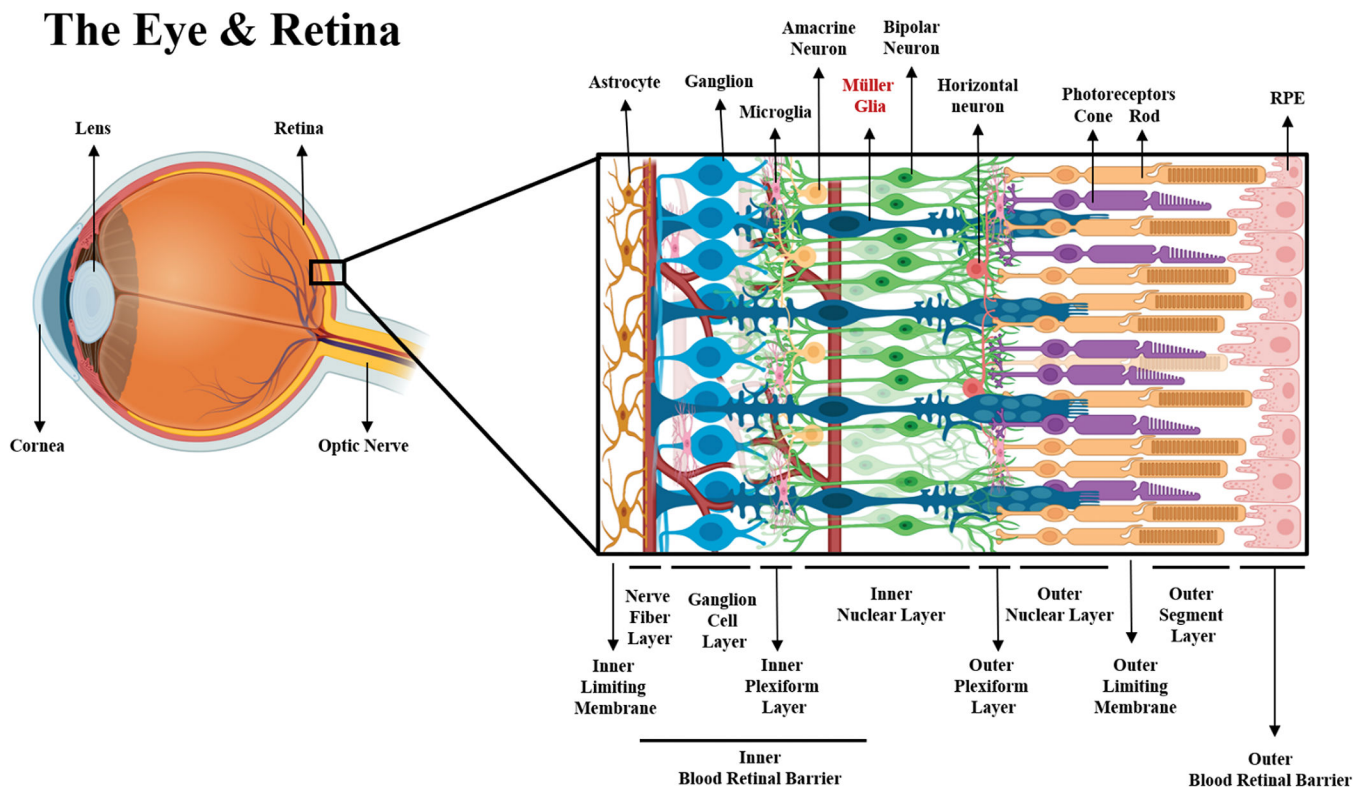 The Eye & Retina
Lens
Retina
Cornea
Optic Nerve
Astrocyte
Ganglion
Microglia
Amacrine
Neuron
Müller
Glia
Bipolar
Neuron
Horizontal
neuron
Photoreceptors
Cone Rod
RPE
Nerve
Fiber
Layer
Ganglion
Cell
Layer
Inner
Nuclear Layer
Outer
Nuclear Layer
Outer
Segment
Layer
Inner
Limiting
Membrane
Inner
Plexiform
Layer
Outer
Plexiform
Layer
Outer
Limiting
Membrane
Inner
Blood Retinal Barrier
Outer
Blood Retinal Barrier